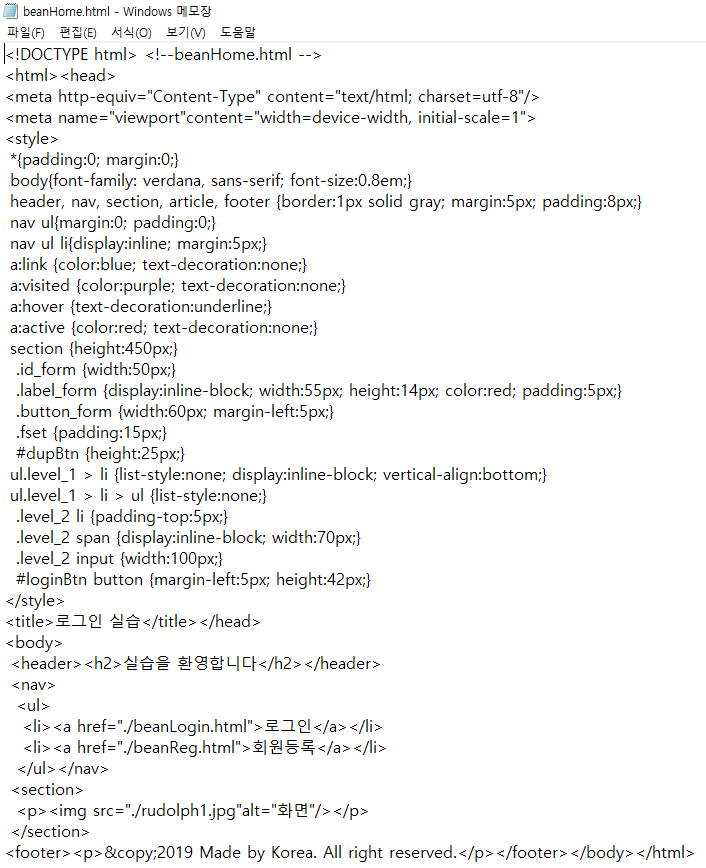 beanHome.html - Windows 메모장
파일(F) 편집(E) 서식(O) 보기(V) 도움말
<!DOCTYPE html> <!--beanHome.html -->
<html><head>
<meta http-equiv="Content-Type" content="text/html; charset=utf-8"/>
<meta name="viewport"content="width=device-width, initial-scale=1">
<style>
*{padding:0; margin:0;}
body{font-family: verdana, sans-serif; font-size:0.8em;}
header, nav, section, article, footer {border:1px solid gray; margin:5px; padding:8px;}
nav ul{margin:0; padding:0;}
nav ul li{display:inline; margin:5px;}
a:link {color:blue; text-decoration:none;}
a:visited {color:purple; text-decoration:none;}
a:hover {text-decoration:underline;}
a:active {color:red; text-decoration:none;}
section {height:450px;}
.id_form {width:50px;}
.label_form {display:inline-block; width:55px; height:14px; color:red; padding:5px;}
.button_form {width:60px; margin-left:5px;}
.fset {padding:15px;}
#dupBtn {height:25px;}
ul.level_1 > li {list-style:none; display:inline-block; vertical-align:bottom;}
ul.level_1 > li > ul {list-style:none;}
.level_2 li {padding-top:5px;}
.level_2 span {display:inline-block; width:70px;}
.level_2 input {width:100px;}
#loginBtn button {margin-left:5px; height:42px;}
</style>
<title>로그인 실습</title></head>
<body>
<header><h2>실습을 환영합니다</h2></header>
<nav>
<ul>
<li><a href="./beanLogin.html">로그인</a></li>
<li><a href="./beanReg.html">회원등록</a></li>
</ul></nav>
<section>
<p><img src="./rudolph1.jpg"alt="화면"/></p>
</section>
<footer><p>&copy;2019 Made by Korea. All right reserved.</p></footer></body></html>